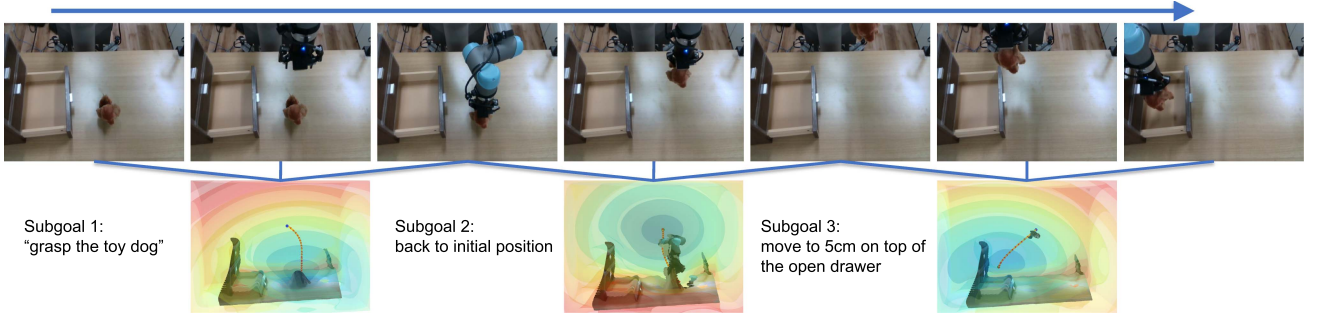 Subgoal 1:
“grasp the toy dog”
Subgoal 2:
back to initial position
Subgoal 3:
move to 5cm on top of
the open drawer